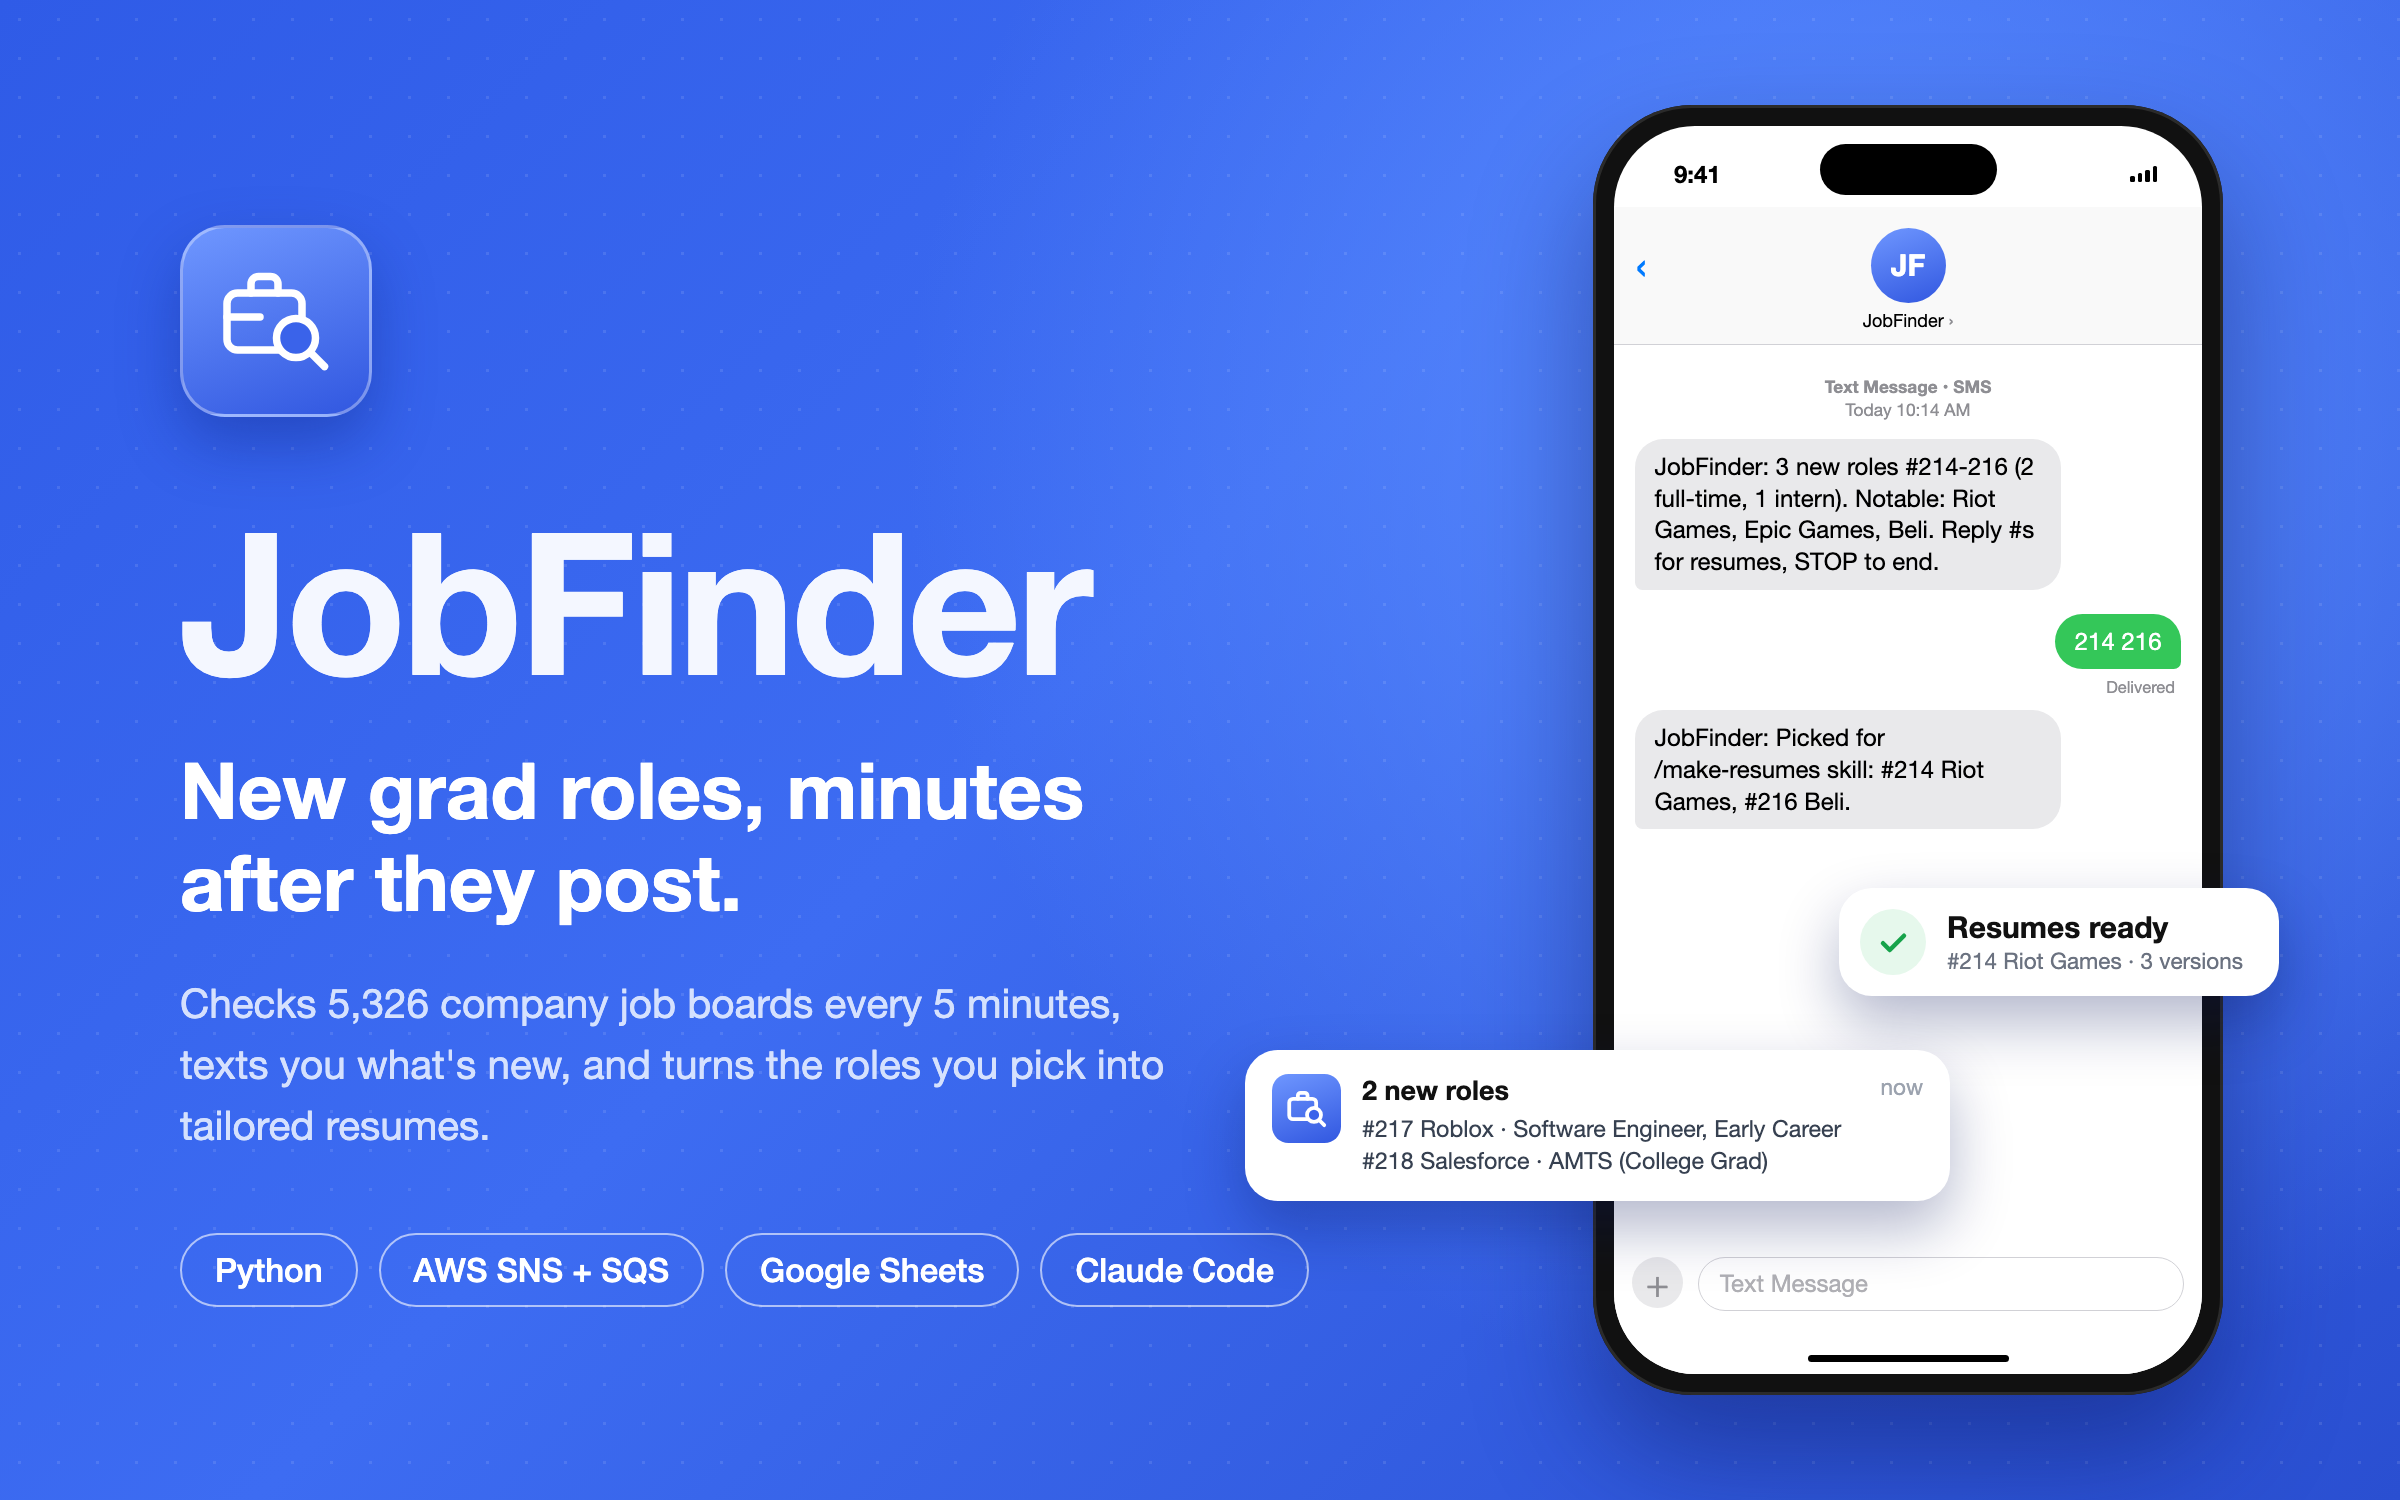 JobFinder
New grad roles, minutes
after they post.
Checks 5,326 company job boards every 5 minutes,
texts you what's new, and turns the roles you pick into
tailored resumes.
Python
AWS SNS + SQS
Google Sheets
Claude Code
9:41
JF
JobFinder ›
Text Message • SMS
Today 10:14 AM
JobFinder: 3 new roles #214-216 (2
full-time, 1 intern). Notable: Riot
Games, Epic Games, Beli. Reply #s
for resumes, STOP to end.
214 216
Delivered
JobFinder: Picked for
/make-resumes skill: #214 Riot
Games, #216 Beli.
Resumes ready
#214 Riot Games · 3 versions
2 new roles
now
#217 Roblox · Software Engineer, Early Career
#218 Salesforce · AMTS (College Grad)
Text Message